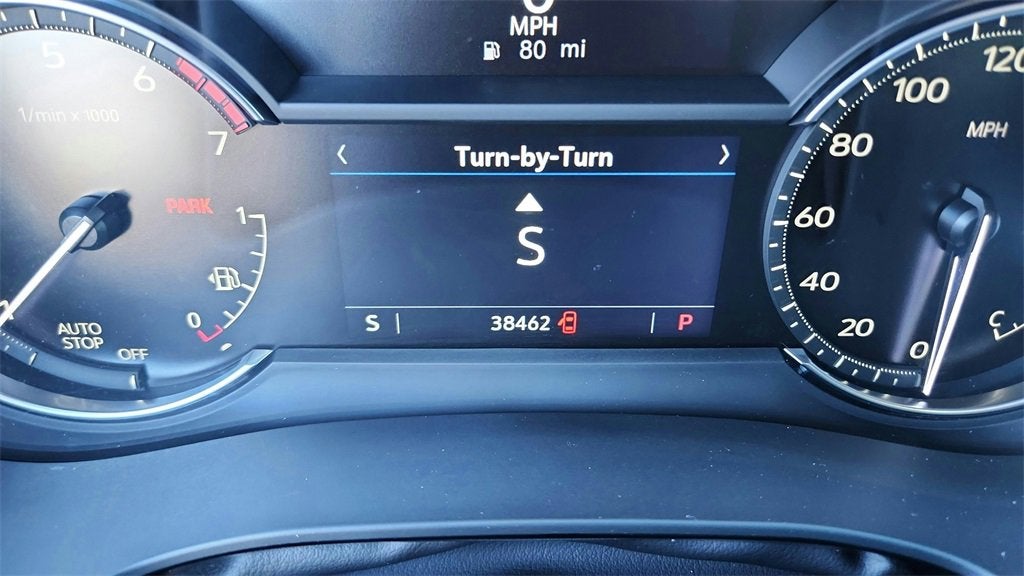 MPH
80 mi
5
6
7
1/min x 1000
PARK
1
0
AUTO
STOP
OFF
Turn-by-Turn
S
S
38462
P
120
100
80
60
40
20
0
MPH
C